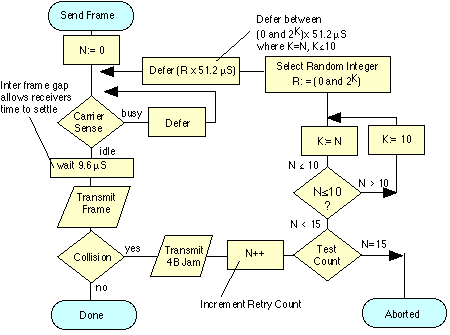 Send Frame
N:= 0
Defer between
(0 and 2K)x 51.2 µS
where K=N, K≤10
Defer (R x 51.2 µS)
Select Random Integer
R: = (0 and 2K)
Inter frame gap
allows receivers
time to settle
Carrier
Sense
busy
Defer
idle
wait 9.6 µS
K:= N
K:= 10
N ≤ 10
N > 10
N≤10
?
Transmit
Frame
N < 15
Collision
yes
Transmit
4B Jam
N++
Test
Count
N=15
no
Increment Retry Count
Done
Aborted